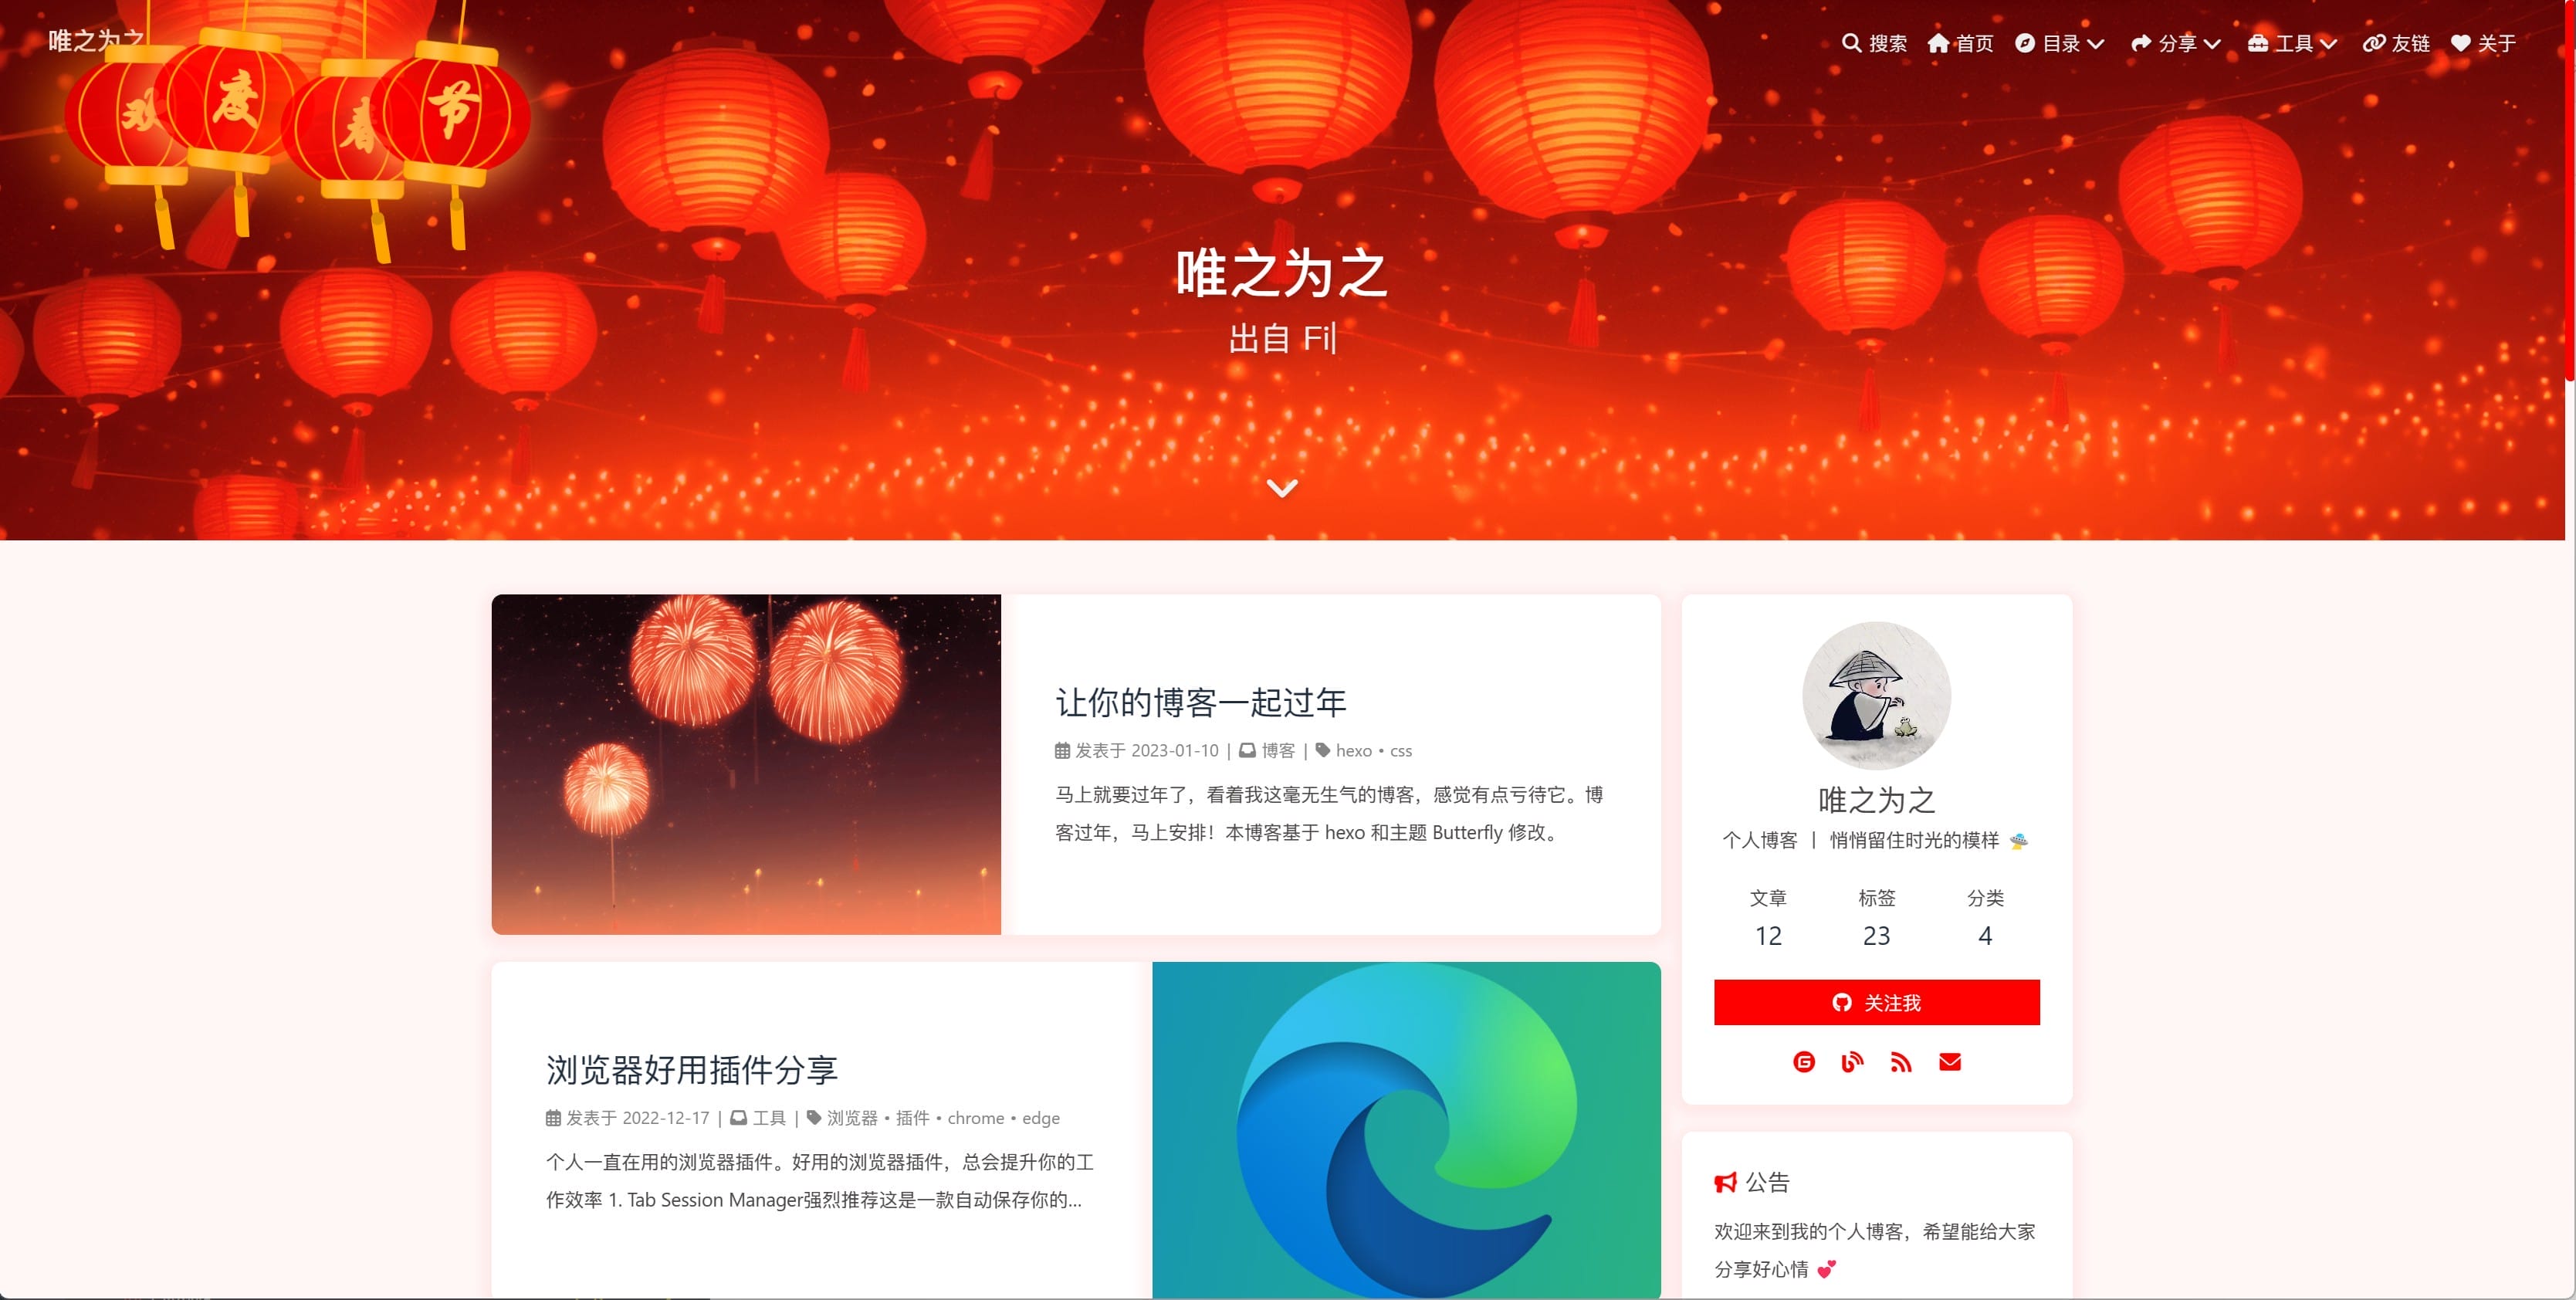 唯之为之
欢度春节
搜索 首页 目录 分享 工具 友链 关于
唯之为之
出自 Fi
让你的博客一起过年
发表于 2023-01-10 | 博客 | hexo • css
马上就要过年了，看着我这毫无生气的博客，感觉有点亏待它。博
客过年，马上安排！本博客基于 hexo 和主题 Butterfly 修改。
浏览器好用插件分享
发表于 2022-12-17 | 工具 | 浏览器 • 插件 • chrome • edge
个人一直在用的浏览器插件。好用的浏览器插件，总会提升你的工
作效率 1. Tab Session Manager强烈推荐这是一款自动保存你的...
唯之为之
个人博客 | 悄悄留住时光的模样 🛸
文章 标签 分类
12 23 4
关注我
公告
欢迎来到我的个人博客，希望能给大家
分享好心情 💕